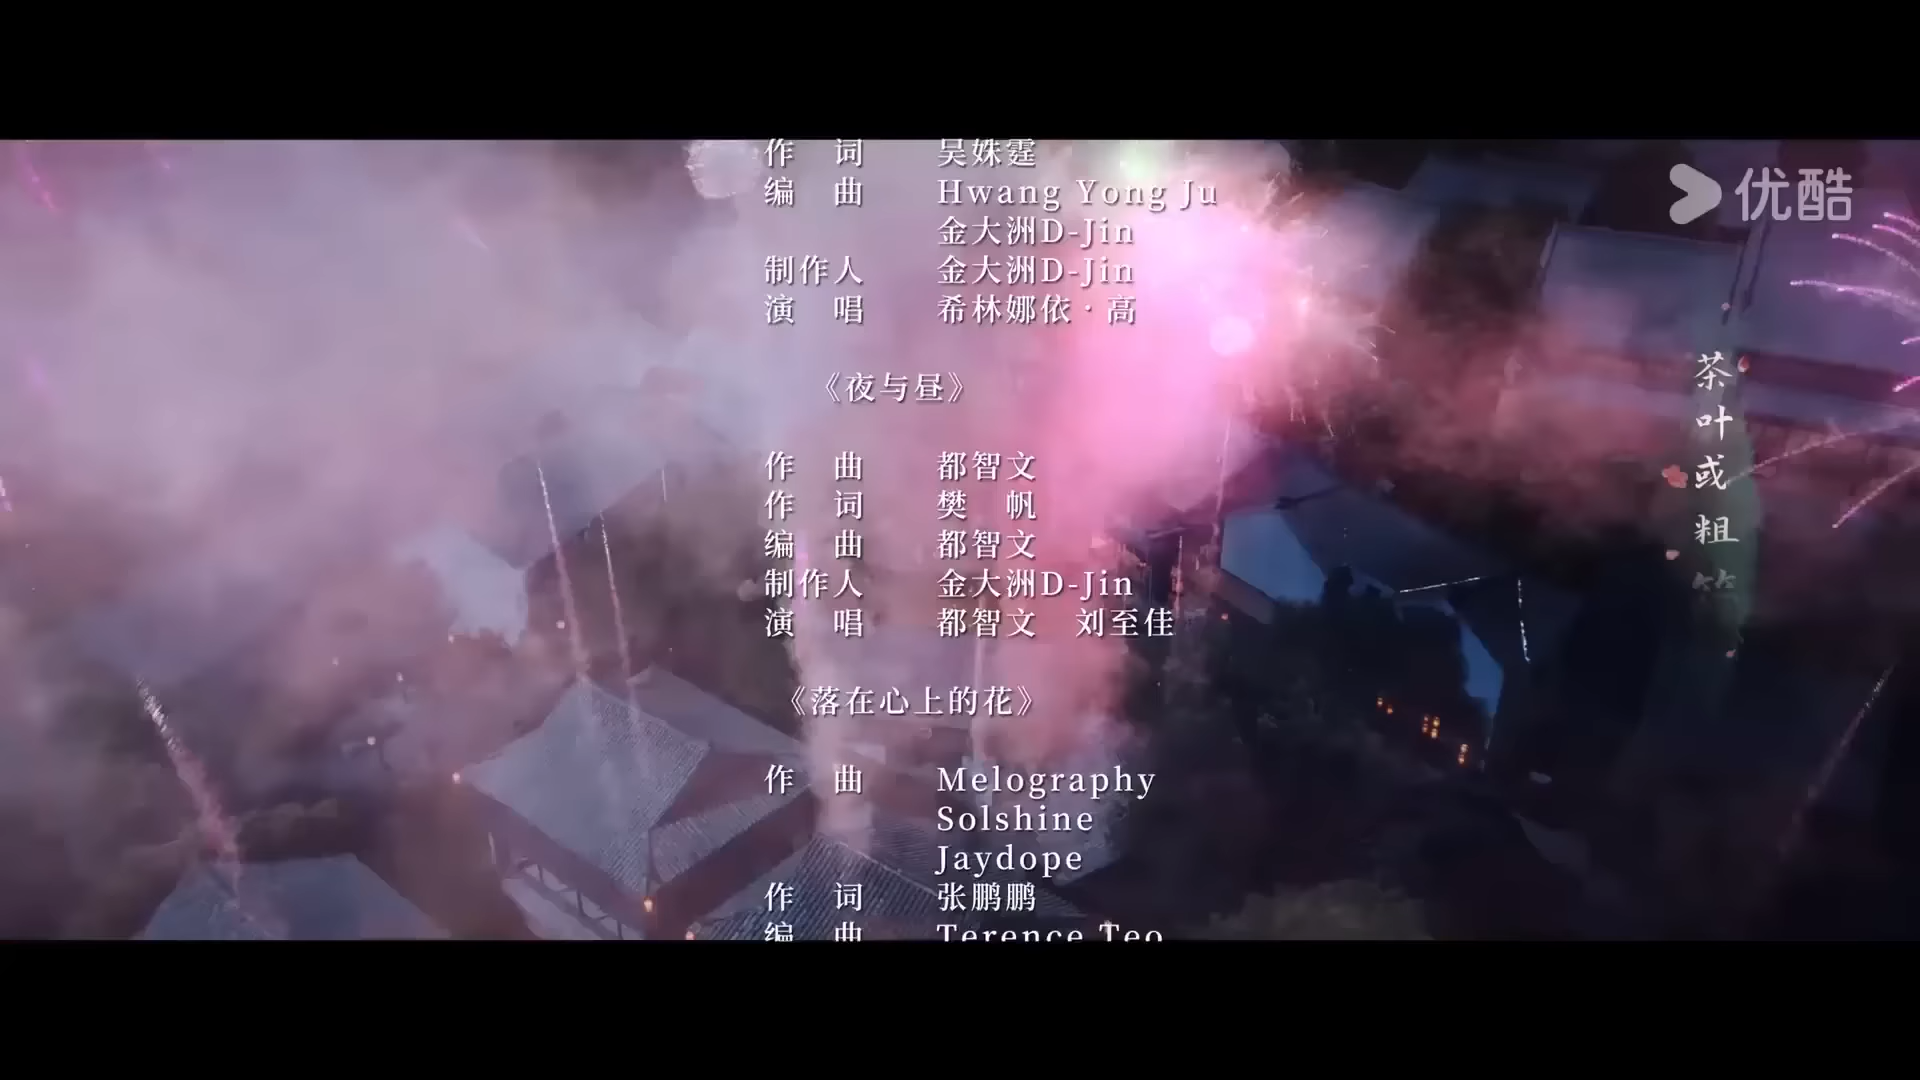 作 词 吴姝霆
编 曲 Hwang Yong Ju
金大洲D-Jin
制作人 金大洲D-Jin
演 唱 希林娜依·高
《夜与昼》
作 曲 都智文
作 词 樊 帆
编 曲 都智文
制作人 金大洲D-Jin
演 唱 都智文 刘至佳
《落在心上的花》
作 曲 Melography
Solshine
Jaydope
作 词 张鹏鹏
编 曲 Terence Teo
优酷
茶叶或粗